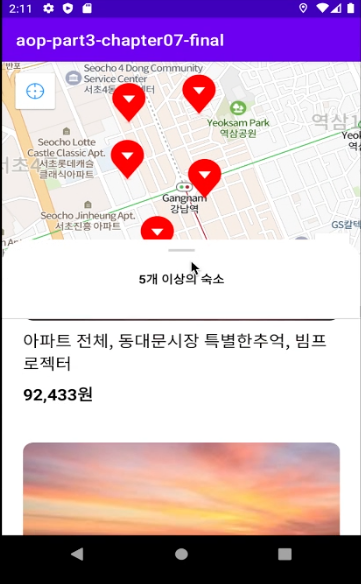 2:11
aop-part3-chapter07-final
반포
Seocho 4 Dong Community
Service Center
서초4동
Yeoksam Park
역삼공원
역삼1
Seocho Lotte
Castle Classic Apt.
서초롯데캐슬
클래식아파트
서초4
Gangnam
강남역
Seocho Jinheung Apt.
서초진흥 아파트
GS칼텍
5개 이상의 숙소
아파트 전체, 동대문시장 특별한추억, 빔프
로젝터
92,433원